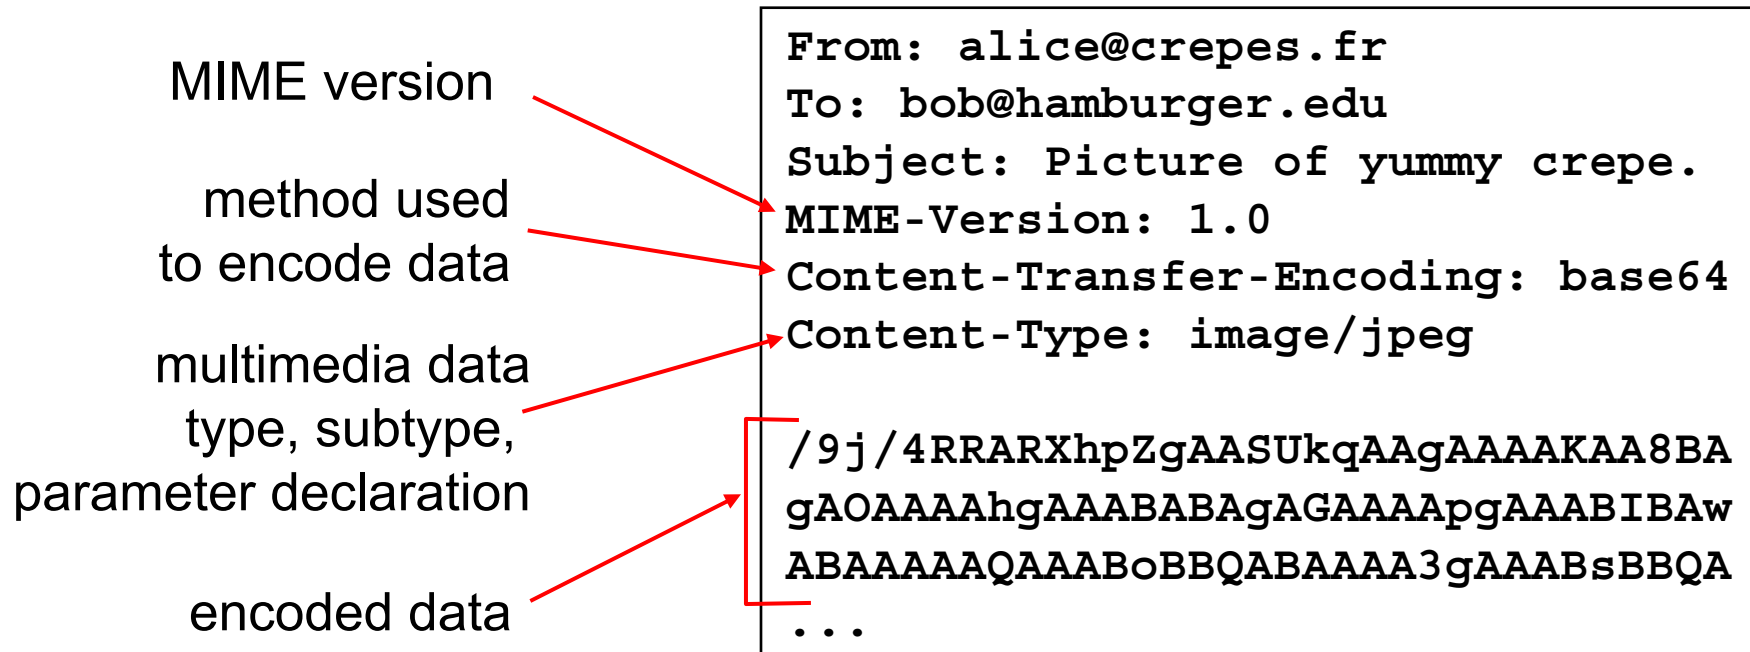 MIME version
method used
to encode data
multimedia data
type, subtype,
parameter declaration
encoded data
From: alice@crepes.fr
To: bob@hamburger.edu
Subject: Picture of yummy crepe.
MIME-Version: 1.0
Content-Transfer-Encoding: base64
Content-Type: image/jpeg
/9j/4RRARXhpZgAASUkqAAgAAAAKAA8BA
gAOAAAAhgAAABABAgAGAAAApgAAABIBAw
ABAAAAAQAAABoBBQABAAAA3gAAABsBBQA
...